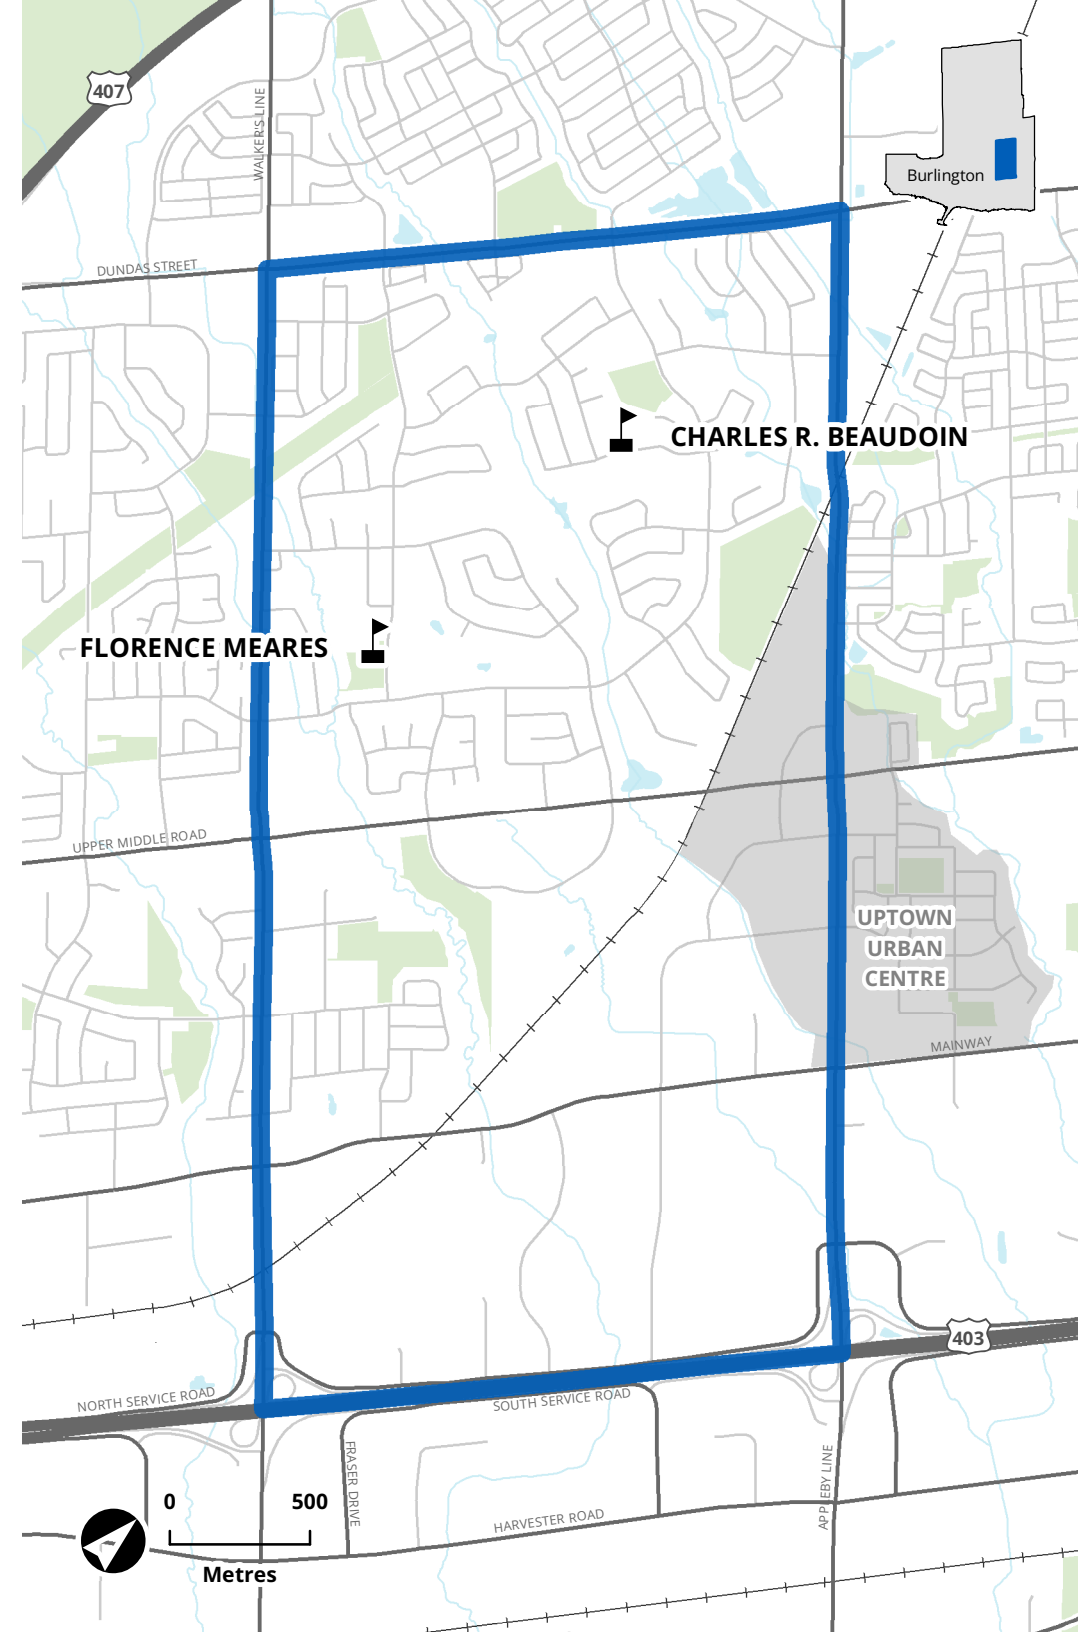 407
WALKER'S LINE
Burlington
DUNDAS STREET
CHARLES R. BEAUDOIN
FLORENCE MEARES
UPPER MIDDLE ROAD
UPTOWN
URBAN
CENTRE
MAINWAY
403
NORTH SERVICE ROAD
SOUTH SERVICE ROAD
FRASER DRIVE
APPLEBY LINE
HARVESTER ROAD
0 500
Metres